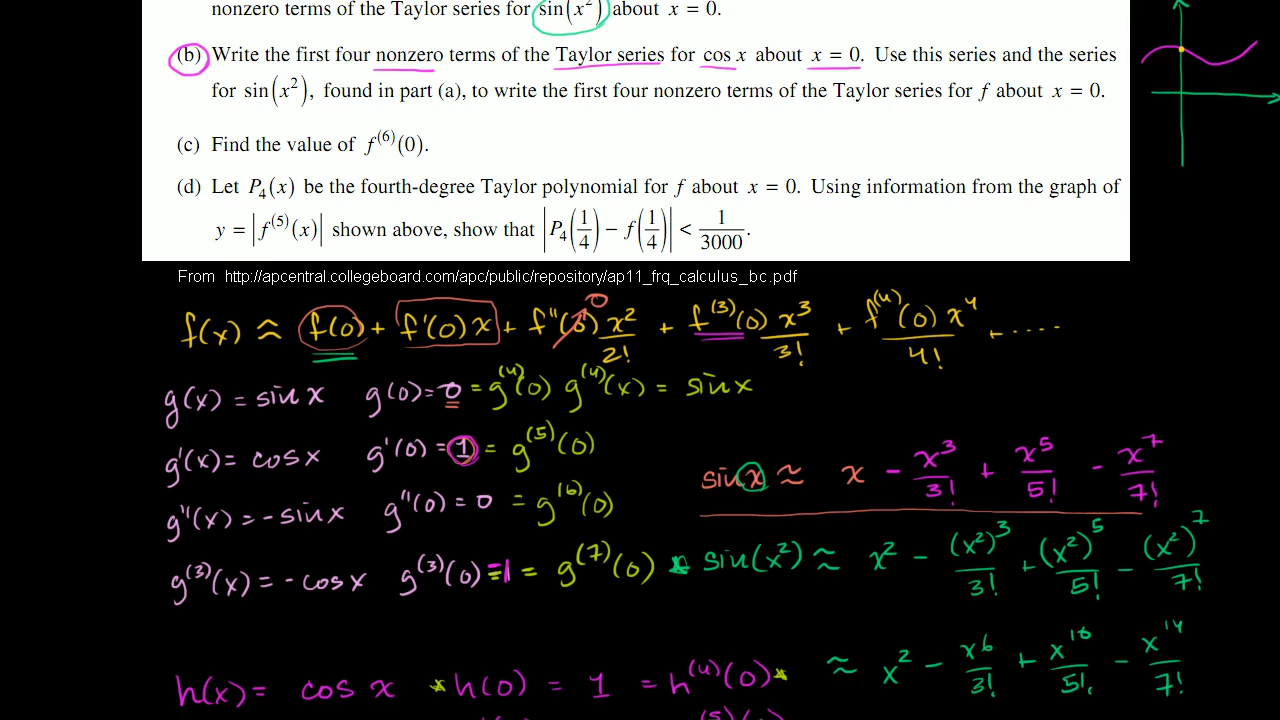 nonzero terms of the Taylor series for sin(x²) about x = 0.
(b) Write the first four nonzero terms of the Taylor series for cos x about x = 0. Use this series and the series
for sin(x²), found in part (a), to write the first four nonzero terms of the Taylor series for f about x = 0.
(c) Find the value of f⁽⁶⁾(0).
(d) Let P₄(x) be the fourth-degree Taylor polynomial for f about x = 0. Using information from the graph of
y = |f⁽⁵⁾(x)| shown above, show that |P₄(1/4) − f(1/4)| < 1/3000.
From http://apcentral.collegeboard.com/apc/public/repository/ap11_frq_calculus_bc.pdf
f(x) ≈ f(0) + f'(0)x + f''(0) x²/2! + f⁽³⁾(0) x³/3! + f⁽⁴⁾(0) x⁴/4! + .....
0
g(x) = sin x g(0) = 0 = g⁽⁴⁾(0) g⁽⁴⁾(x) = sin x
g'(x) = cos x g'(0) = 1 = g⁽⁵⁾(0)
sin x ≈ x − x³/3! + x⁵/5! − x⁷/7!
g''(x) = − sin x g''(0) = 0 = g⁽⁶⁾(0)
g⁽³⁾(x) = − cos x g⁽³⁾(0) = -1 = g⁽⁷⁾(0)
sin(x²) ≈ x² − (x²)³/3! + (x²)⁵/5! − (x²)⁷/7!
≈ x² − x⁶/3! + x¹⁰/5! − x¹⁴/7!
h(x) = cos x *h(0) = 1 = h⁽⁴⁾(0)*